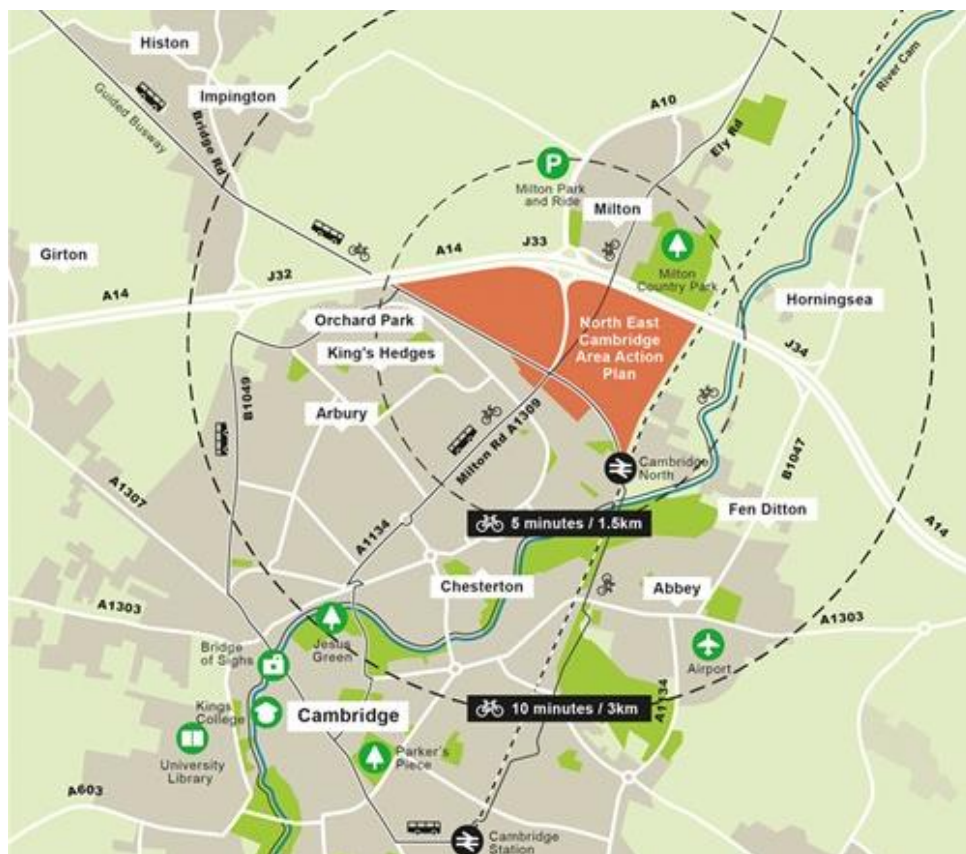 Histon
Impington
Guided Busway
Bridge Rd
A10
Ely Rd
River Cam
P
Milton Park
and Ride
Milton
Girton
A14
J33
Milton
Country Park
J32
A14
Horningsea
Orchard Park
North East
Cambridge
Area Action
Plan
King's Hedges
J34
B1049
Arbury
Milton Rd A1309
B1047
Cambridge
North
A1307
Fen Ditton
5 minutes / 1.5km
A14
A1134
Chesterton
Abbey
A1303
A1303
Jesus
Green
Bridge
of Sighs
Airport
Kings
College
Cambridge
10 minutes / 3km
A1134
University
Library
Parker's
Piece
A603
Cambridge
Station